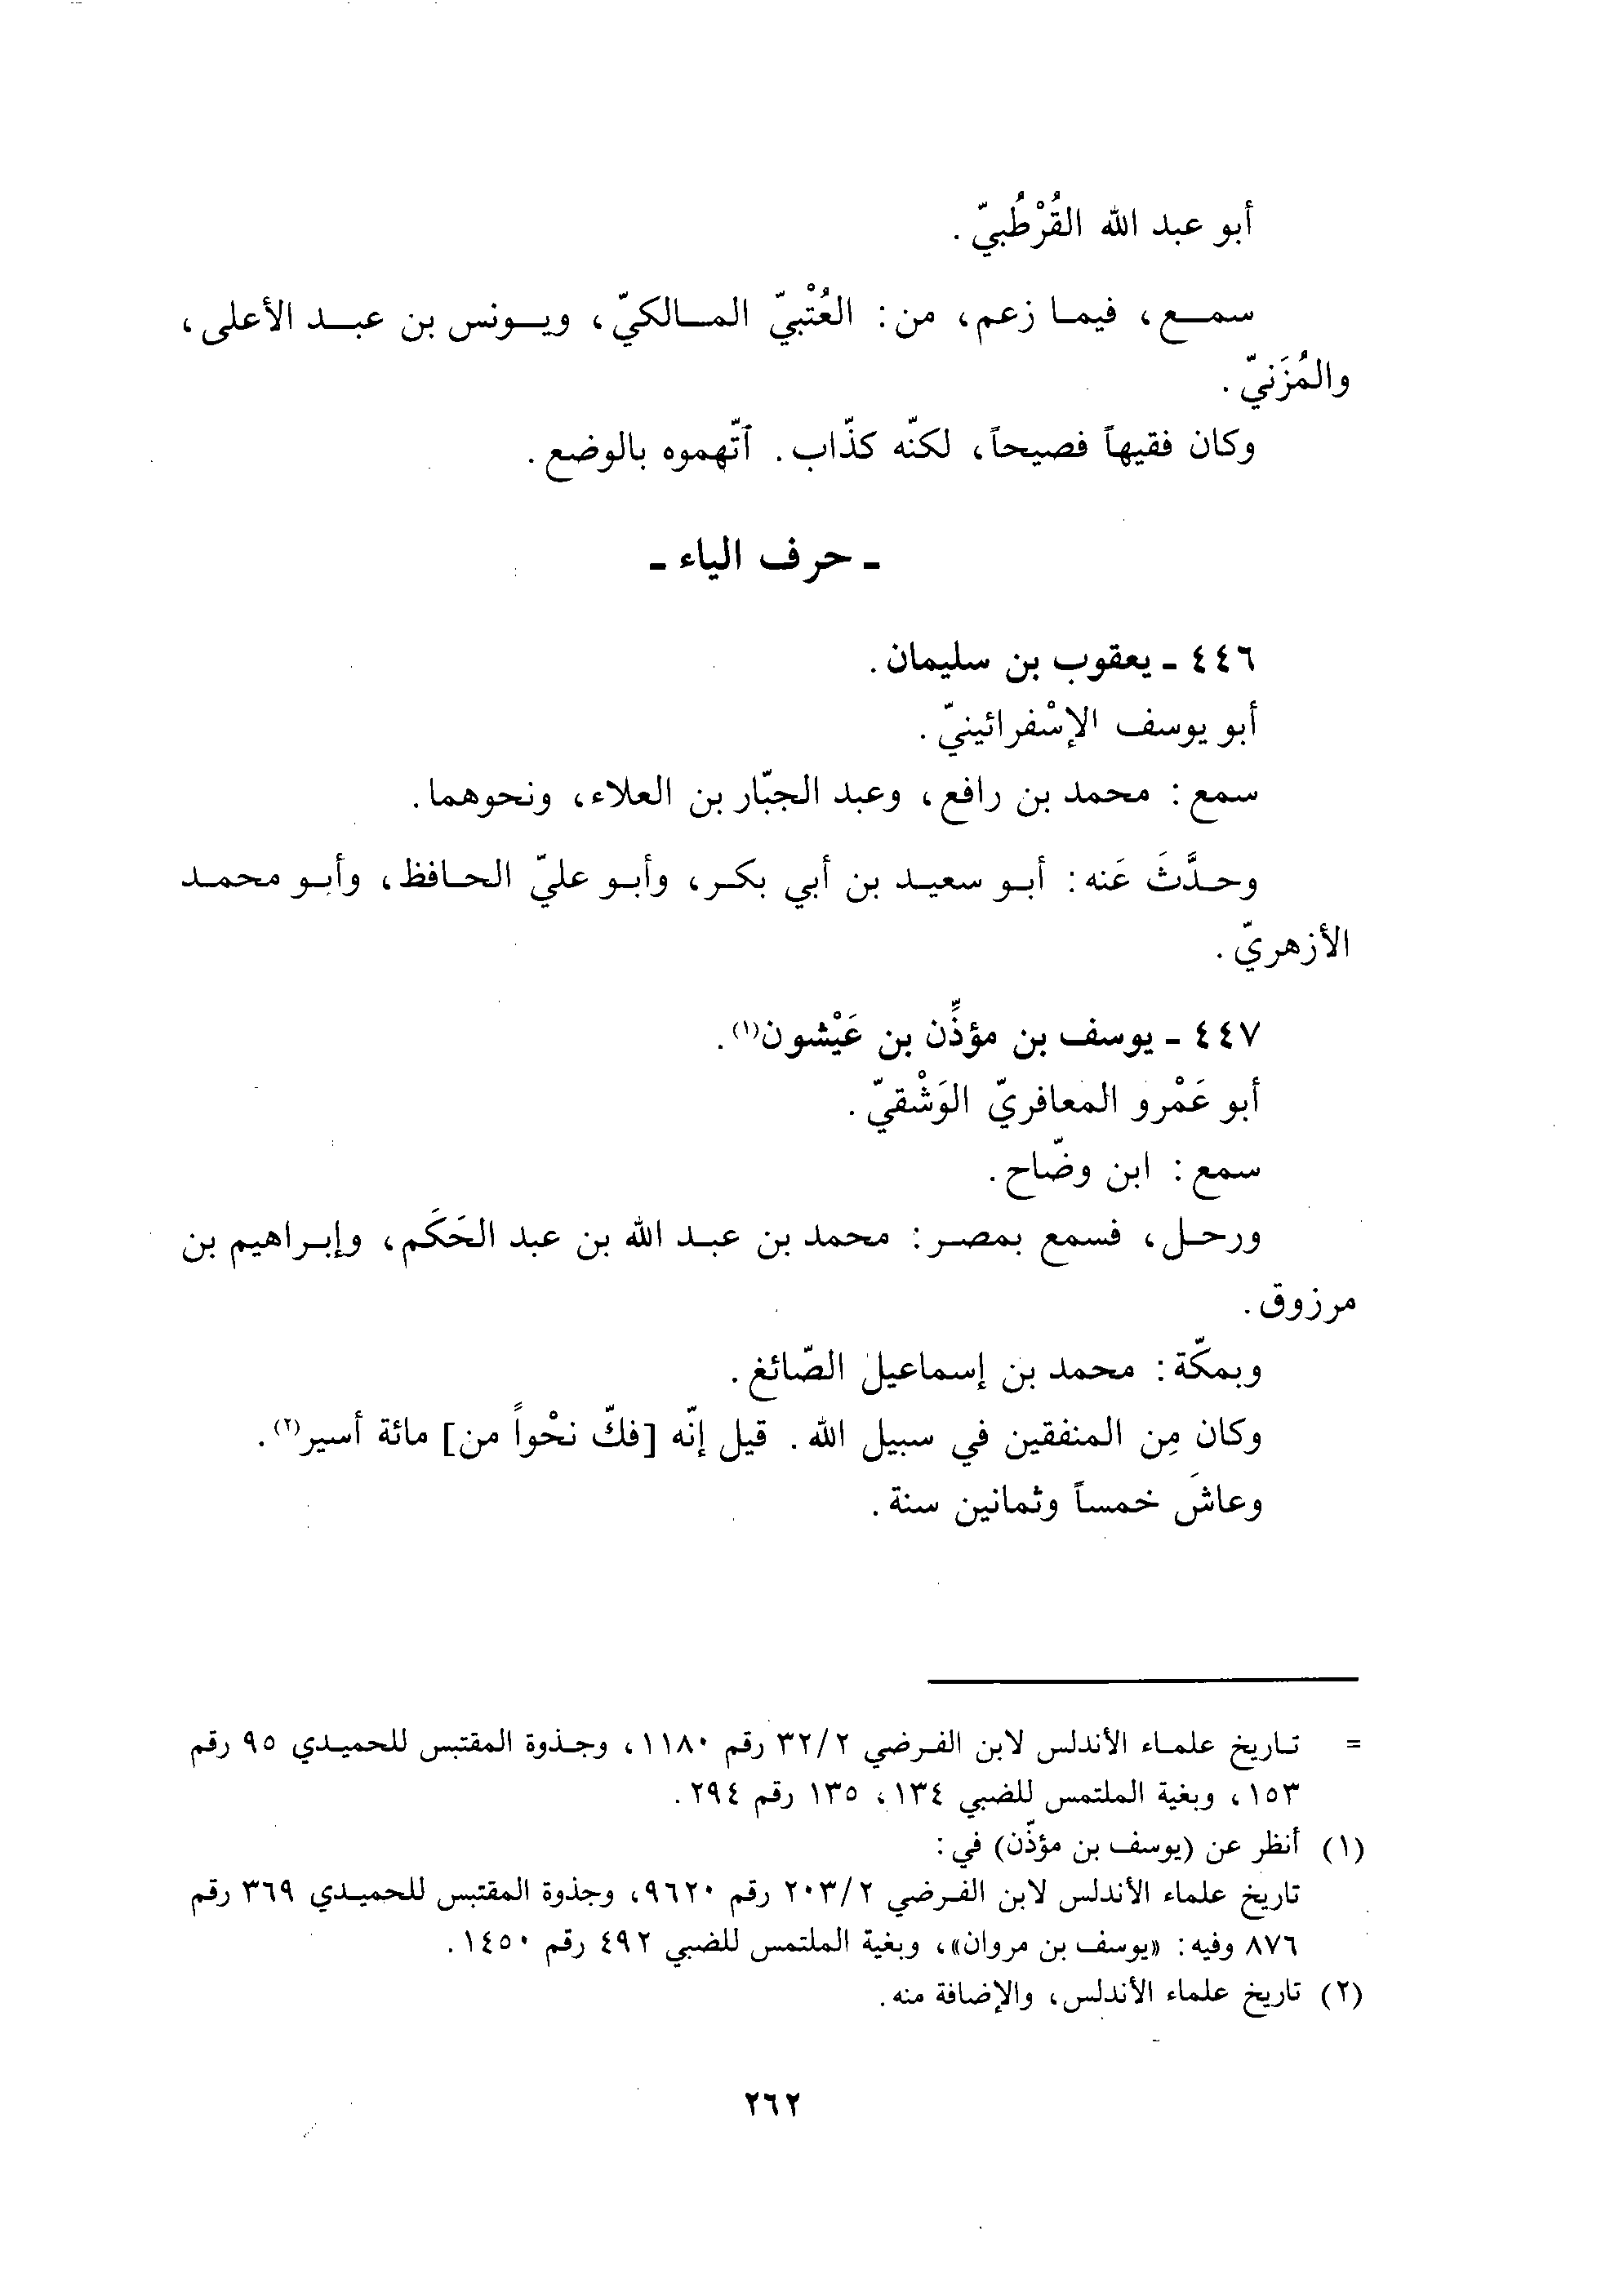 أبو عبد الله القُرْطُبيّ.
سمع، فيما زعم، من: العُتْبيّ المالكيّ، ويونس بن عبد الأعلى،
والمُزَنيّ.
وكان فقيهاً فصيحاً، لكنّه كذّاب. آتّهموه بالوضع.
ـ حرف الياء ـ
٤٤٦ ـ يعقوب بن سليمان.
أبو يوسف الإسْفرائينيّ.
سمع: محمد بن رافع، وعبد الجبّار بن العلاء، ونحوهما.
وحدَّثَ عَنه: أبو سعيد بن أبي بكر، وأبو عليّ الحافظ، وأبو محمد
الأزهريّ.
٤٤٧ ـ يوسف بن مؤذِّن بن عَيْشون(١).
أبو عَمْرو المعافريّ الوَشْقيّ.
سمع: ابن وضّاح.
ورحل، فسمع بمصر: محمد بن عبد الله بن عبد الحَكَم، وإبراهيم بن
مرزوق.
وبمكّة: محمد بن إسماعيل الصّائغ.
وكان مِن المنفقين في سبيل الله. قيل إنّه [فكّ نحْواً من] مائة أسير(٢).
وعاشَ خمساً وثمانين سنة.
= تاريخ علماء الأندلس لابن الفرضي ٣٢/٢ رقم ١١٨٠، وجذوة المقتبس للحميدي ٩٥ رقم
١٥٣، وبغية الملتمس للضبي ١٣٤، ١٣٥ رقم ٢٩٤.
(١) أنظر عن (يوسف بن مؤذّن) في:
تاريخ علماء الأندلس لابن الفرضي ٢٠٣/٢ رقم ٩٦٢٠، وجذوة المقتبس للحميدي ٣٦٩ رقم
٨٧٦ وفيه: «يوسف بن مروان»، وبغية الملتمس للضبي ٤٩٢ رقم ١٤٥٠.
(٢) تاريخ علماء الأندلس، والإضافة منه.
٢٦٢